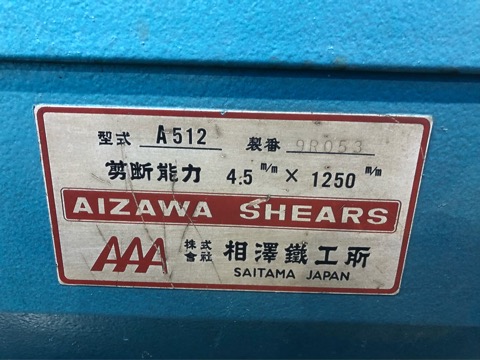 型式 A512 製番 9R053
剪断能力 4.5 m/m × 1250 m/m
AIZAWA SHEARS
AAA 株式会社 相澤鐵工所
SAITAMA JAPAN